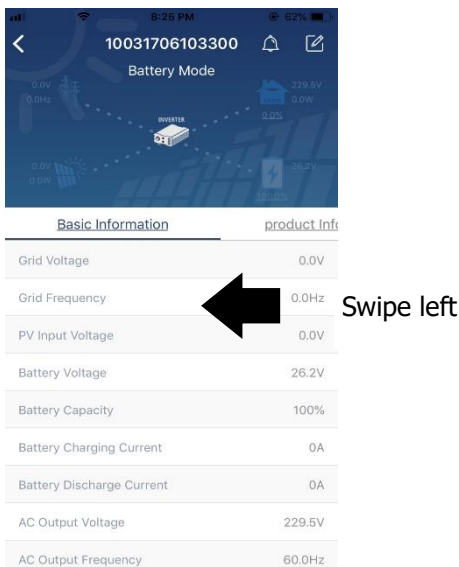 8:25 PM
62%
10031706103300
Battery Mode
0.0V
0.0Hz
229.5V
0.0W
0.0%
INVERTER
0.0V
0.0W
26.2V
100.0%
Basic Information
product Info
Grid Voltage 0.0V
Grid Frequency 0.0Hz
Swipe left
PV Input Voltage 0.0V
Battery Voltage 26.2V
Battery Capacity 100%
Battery Charging Current 0A
Battery Discharge Current 0A
AC Output Voltage 229.5V
AC Output Frequency 60.0Hz